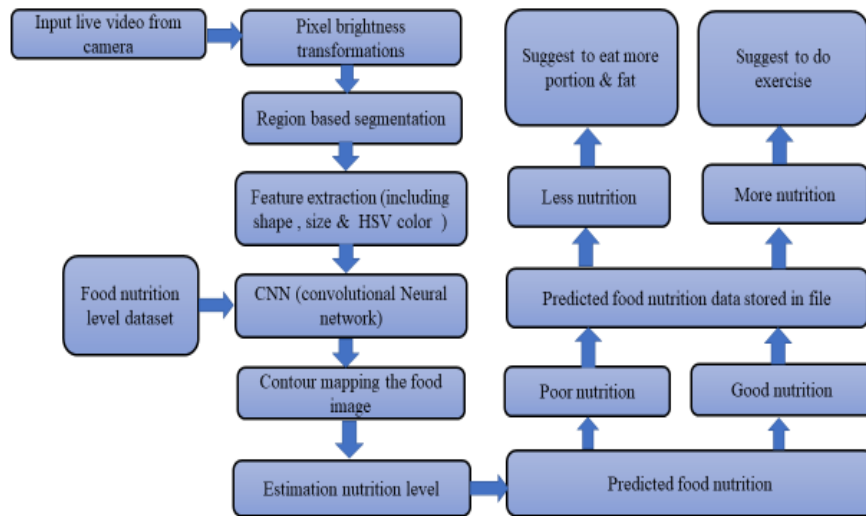 Input live video from
camera
Pixel brightness
transformations
Region based segmentation
Feature extraction (including
shape , size & HSV color )
Food nutrition
level dataset
CNN (convolutional Neural
network)
Contour mapping the food
image
Estimation nutrition level
Suggest to eat more
portion & fat
Suggest to do
exercise
Less nutrition
More nutrition
Predicted food nutrition data stored in file
Poor nutrition
Good nutrition
Predicted food nutrition